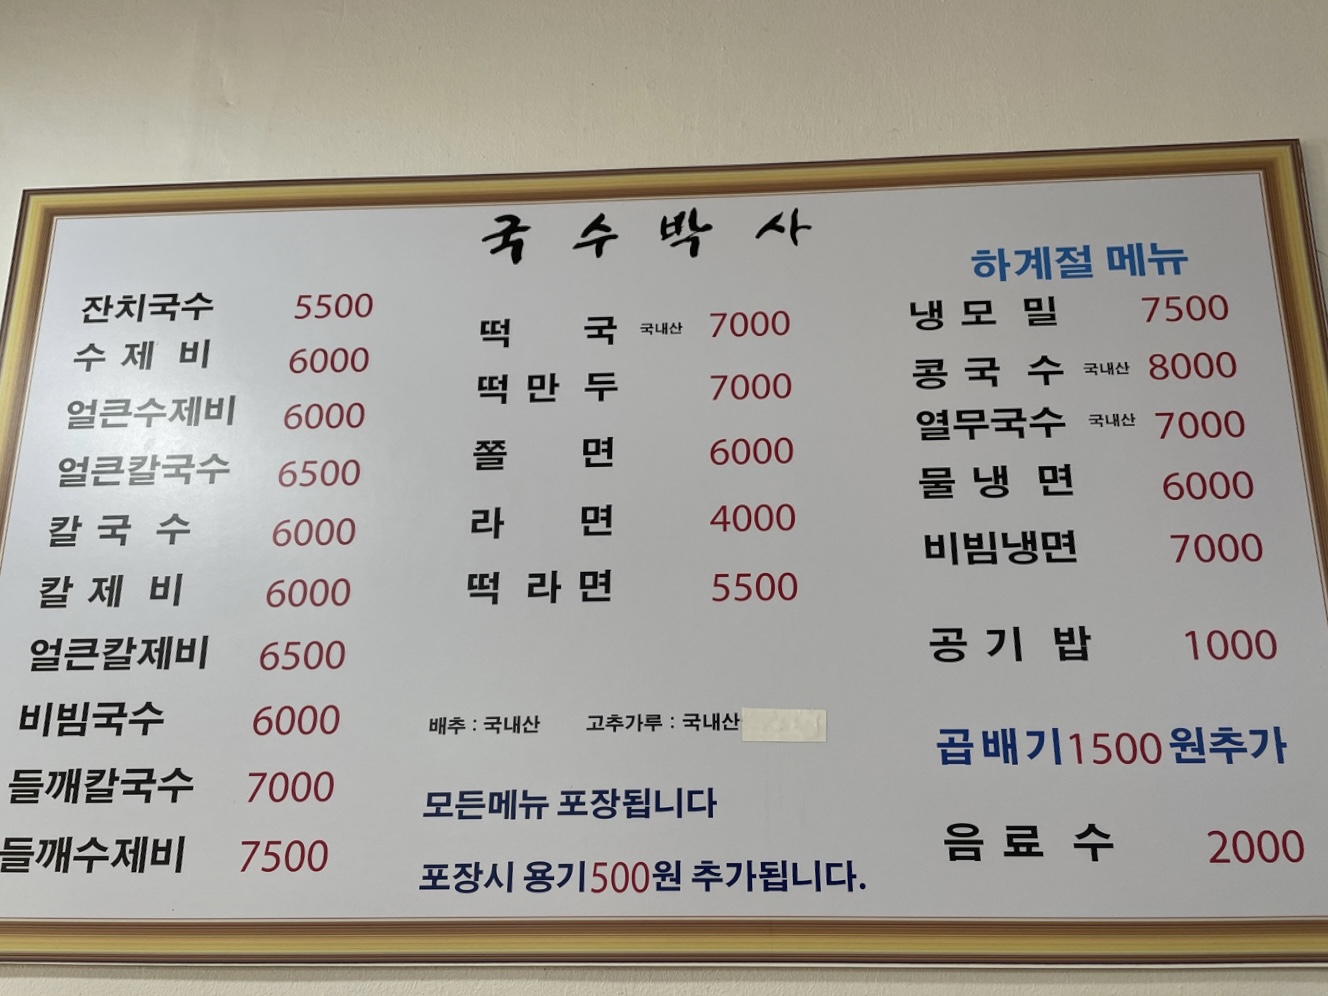 국수박사
잔치국수 5500
수제비 6000
얼큰수제비 6000
얼큰칼국수 6500
칼국수 6000
칼제비 6000
얼큰칼제비 6500
비빔국수 6000
들깨칼국수 7000
들깨수제비 7500
떡국 국내산 7000
떡만두 7000
쫄면 6000
라면 4000
떡라면 5500
배추 : 국내산 고추가루 : 국내산
모든메뉴 포장됩니다
포장시 용기500원 추가됩니다.
하계절 메뉴
냉모밀 7500
콩국수 국내산 8000
열무국수 국내산 7000
물냉면 6000
비빔냉면 7000
공기밥 1000
곱배기1500원추가
음료수 2000